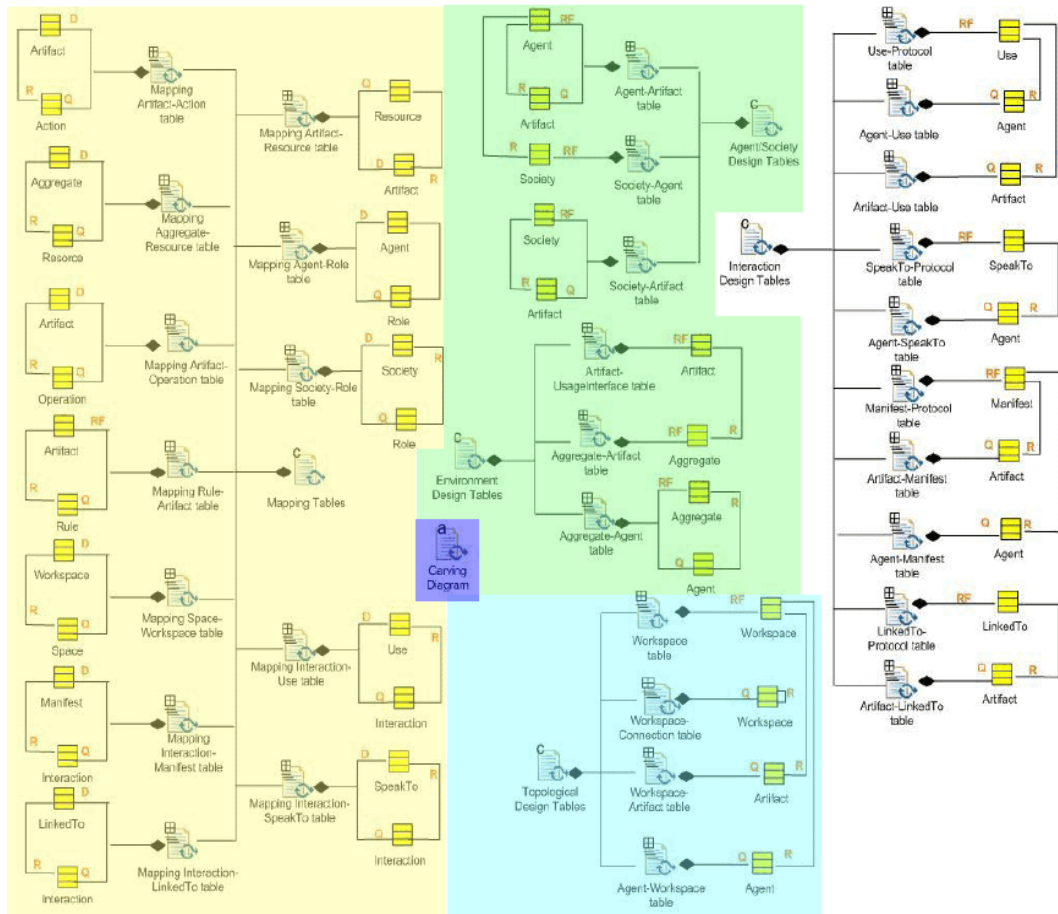 D
Artifact
R
Q
Action
Mapping
Artifact-Action
table
Q
Resource
Mapping Artifact-
Resource table
D
R
Artifact
D
Aggregate
R
Q
Resorce
Mapping
Aggregate-
Resource table
D
Agent
Mapping Agent-Role
table
R
Q
Role
D
Artifact
R
Q
Operation
Mapping Artifact-
Operation table
D
R
Society
Mapping Society-Role
table
Q
Role
RF
Artifact
R
Q
Rule
Mapping Rule-
Artifact table
C
Mapping Tables
D
Workspace
R
Q
Space
Mapping Space-
Workspace table
D
R
Use
Mapping Interaction-
Use table
Q
Interaction
D
Manifest
R
Q
Interaction
Mapping
Interaction-
Manifest table
D
SpeakTo
R
Mapping Interaction-
SpeakTo table
Q
Interaction
D
LinkedTo
R
Q
Interaction
Mapping Interaction-
LinkedTo table
RF
Agent
R
Q
Artifact
Agent-Artifact
table
C
Agent/Society
Design Tables
R
RF
Society
Society-Agent
table
RF
Society
R
Q
Artifact
Society-Artifact
table
C
Environment
Design Tables
Artifact-
UsageInterface table
RF
Artifact
Aggregate-Artifact
table
RF
R
Aggregate
Aggregate-Agent
table
RF
R
Aggregate
Q
Agent
a
Carving
Diagram
C
Topological
Design Tables
Workspace
table
RF
R
Workspace
Workspace-
Connection table
Q
R
Workspace
Workspace-
Artifact table
Q
R
Artifact
Agent-Workspace
table
Q
R
Agent
C
Interaction
Design Tables
Use-Protocol
table
RF
R
Use
Agent-Use table
Q
R
Agent
Artifact-Use table
Q
R
Artifact
SpeakTo-Protocol
table
RF
R
SpeakTo
Agent-SpeakTo
table
Q
R
Agent
Manifest-Protocol
table
RF
R
Manifest
Artifact-Manifest
table
Q
R
Artifact
Agent-Manifest
table
Q
R
Agent
LinkedTo-
Protocol table
RF
R
LinkedTo
Artifact-LinkedTo
table
Q
R
Artifact